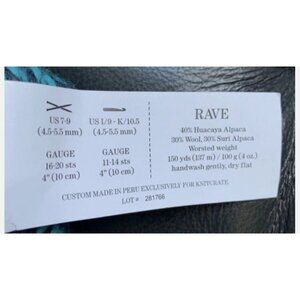 US 7-9
(4.5-5.5 mm)
US I/9 - K/10.5
(4.5-5.5 mm)
GAUGE
16-20 sts
4" (10 cm)
GAUGE
11-14 sts
4" (10 cm)
RAVE
40% Huacaya Alpaca
30% Wool, 30% Suri Alpaca
Worsted weight
150 yds (137 m) / 100 g (4 oz.)
handwash gently, dry flat
CUSTOM MADE IN PERU EXCLUSIVELY FOR KNITCRATE.
LOT # 281766